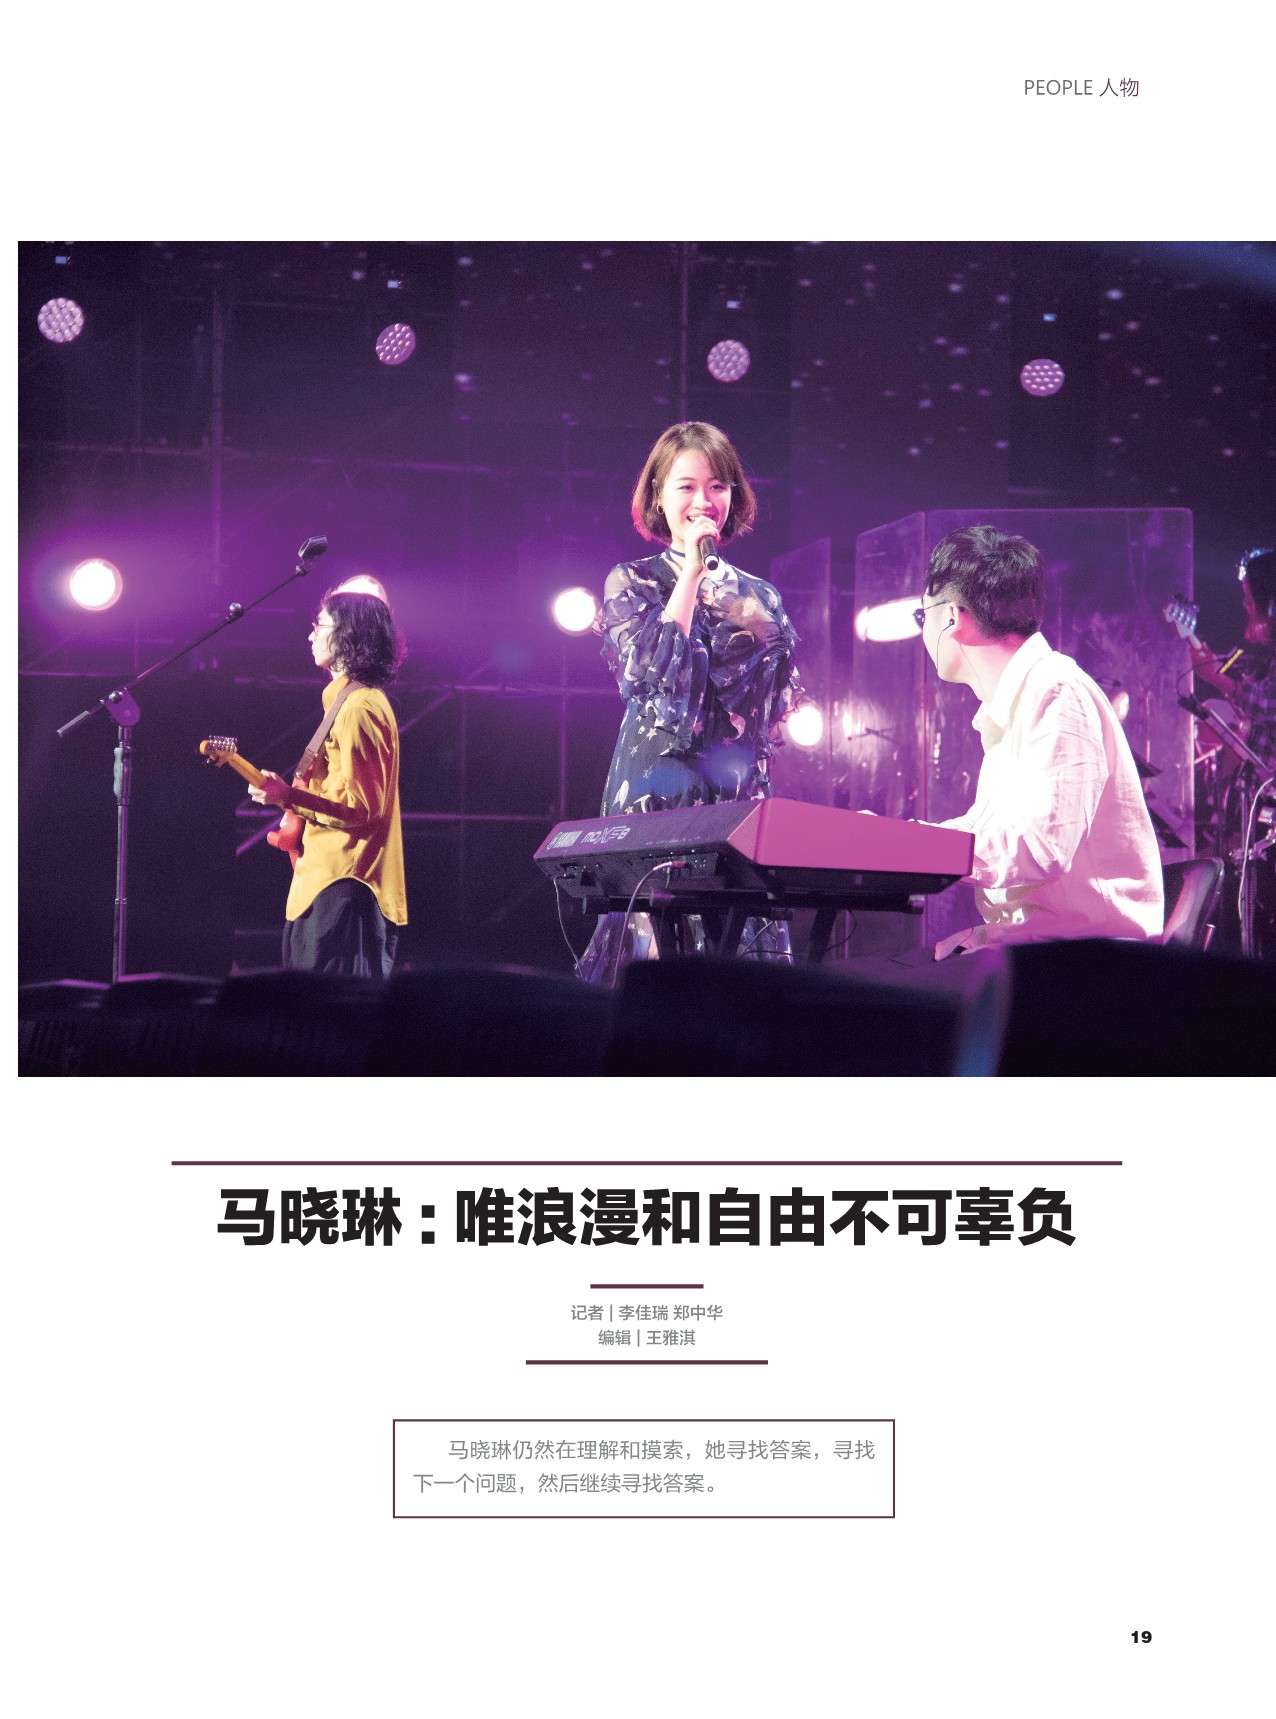 PEOPLE 人物
YAMAHA MOXF8
马晓琳：唯浪漫和自由不可辜负
记者 | 李佳瑞 郑中华
编辑 | 王雅淇
马晓琳仍然在理解和摸索，她寻找答案，寻找
下一个问题，然后继续寻找答案。
19